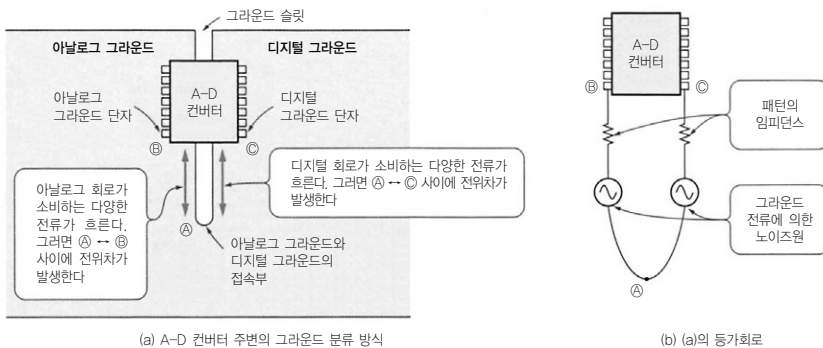 그라운드 슬릿
아날로그 그라운드
디지털 그라운드
A-D
컨버터
아날로그
그라운드 단자
디지털
그라운드 단자
Ⓑ
Ⓒ
아날로그 회로가
소비하는 다양한
전류가 흐른다.
그러면 Ⓐ ↔ Ⓑ
사이에 전위차가
발생한다
디지털 회로가 소비하는 다양한 전류가
흐른다. 그러면 Ⓐ ↔ Ⓒ 사이에 전위차가
발생한다
Ⓐ
아날로그 그라운드와
디지털 그라운드의
접속부
(a) A-D 컨버터 주변의 그라운드 분류 방식
A-D
컨버터
Ⓑ
Ⓒ
패턴의
임피던스
그라운드
전류에 의한
노이즈원
Ⓐ
(b) (a)의 등가회로